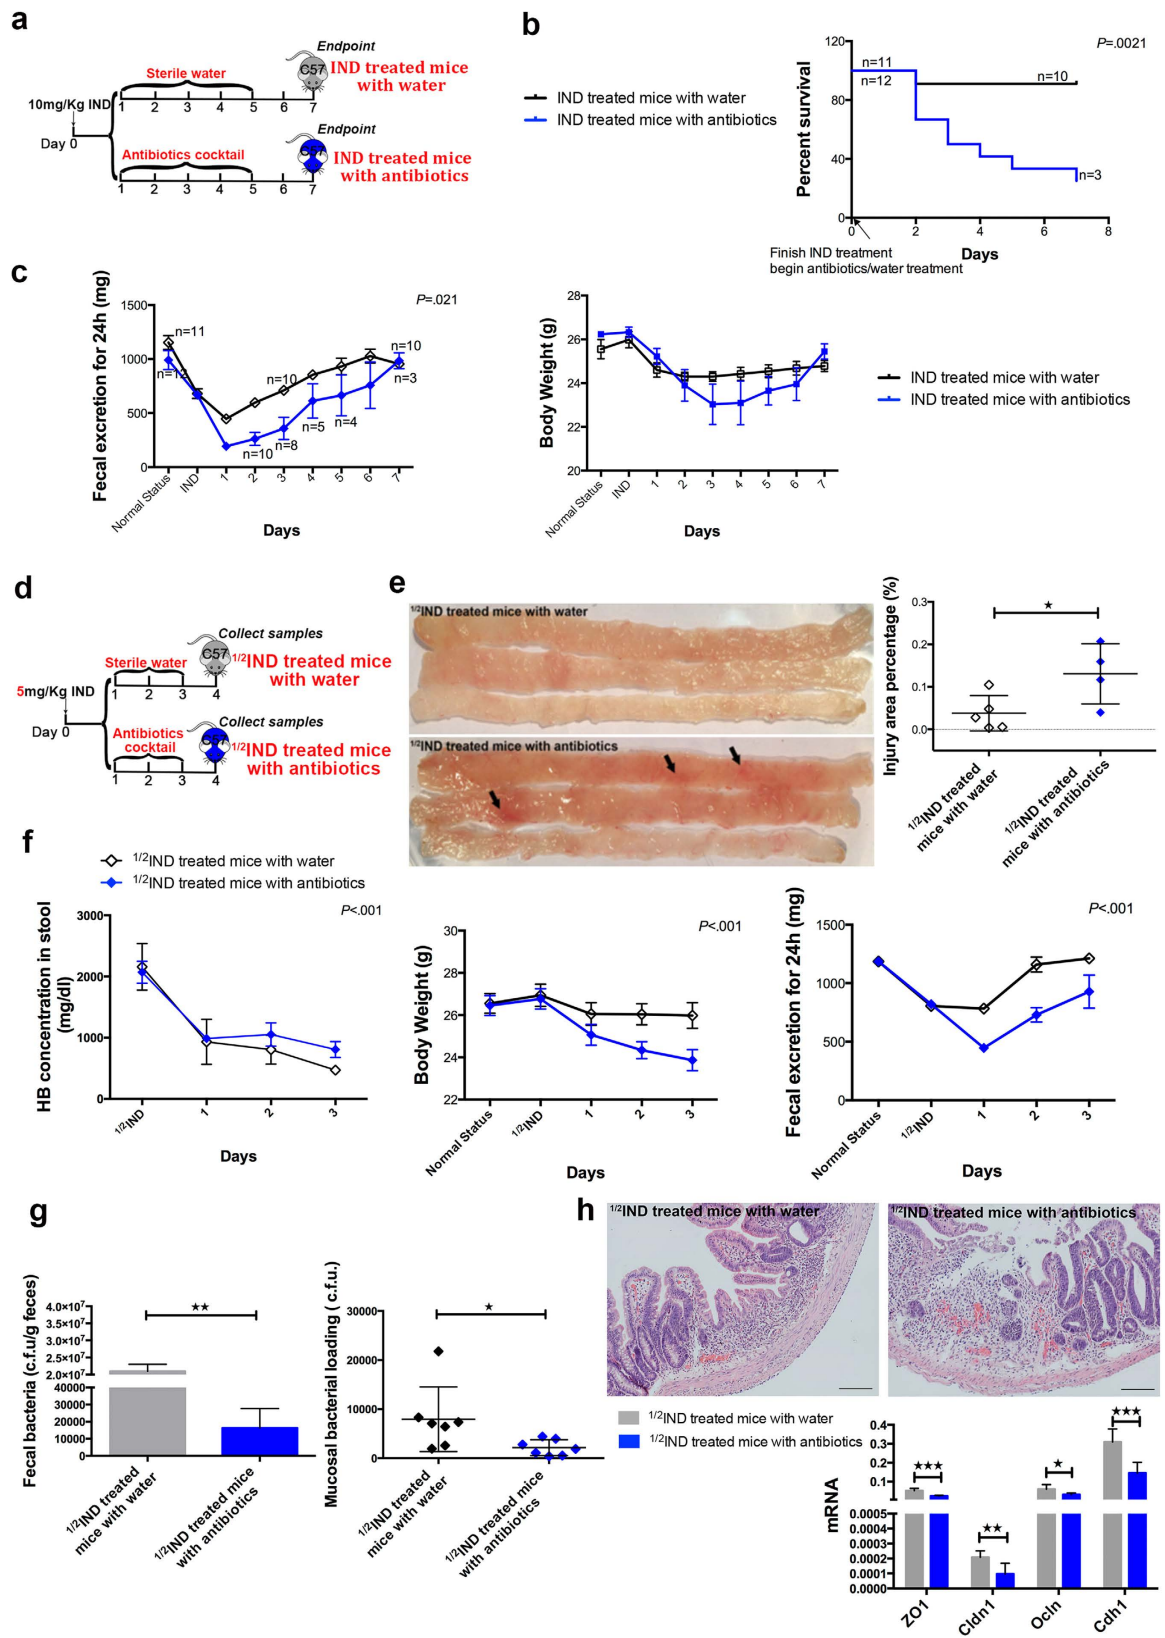 a
Endpoint
Sterile water
C57
IND treated mice
with water
10mg/Kg IND
1 2 3 4 5 6 7
Day 0
Endpoint
Antibiotics cocktail
C57
IND treated mice
with antibiotics
1 2 3 4 5 6 7
b
IND treated mice with water
IND treated mice with antibiotics
P=.0021
Percent survival
120
80
40
0
n=11
n=12
n=10
n=3
0 2 4 6 8
Days
Finish IND treatment
begin antibiotics/water treatment
c
Fecal excretion for 24h (mg)
P=.021
1500
1000
500
0
n=11
n=10
n=10
n=3
n=5
n=4
n=8
n=10
Normal Status IND 1 2 3 4 5 6 7
Days
Body Weight (g)
28
26
24
22
20
Normal Status IND 1 2 3 4 5 6 7
Days
IND treated mice with water
IND treated mice with antibiotics
d
Collect samples
Sterile water
C57
1/2IND treated mice
with water
5mg/Kg IND
1 2 3 4
Day 0
Collect samples
Antibiotics
cocktail
C57
1/2IND treated mice
with antibiotics
1 2 3 4
e
1/2IND treated mice with water
1/2IND treated mice with antibiotics
Injury area percentage (%)
0.3
0.2
0.1
0.0
★
1/2IND treated
mice with water
1/2IND treated
mice with antibiotics
f
1/2IND treated mice with water
1/2IND treated mice with antibiotics
HB concentration in stool
(mg/dl)
P<.001
3000
2000
1000
0
1/2IND 1 2 3
Days
Body Weight (g)
P<.001
30
28
26
24
22
Normal Status 1/2IND 1 2 3
Days
Fecal excretion for 24h (mg)
P<.001
1500
1000
500
0
Normal Status 1/2IND 1 2 3
Days
g
Fecal bacteria (c.f.u/g feces)
4.0×10⁷
3.5×10⁷
3.0×10⁷
2.5×10⁷
2.0×10⁷
40000
30000
20000
10000
0
★★
1/2IND treated
mice with water
1/2IND treated mice
with antibiotics
Mucosal bacterial loading ( c.f.u.)
30000
20000
10000
0
★
1/2IND treated
mice with water
1/2IND treated mice
with antibiotics
h
1/2IND treated mice with water
1/2IND treated mice with antibiotics
1/2IND treated mice with water
1/2IND treated mice with antibiotics
mRNA
0.4
0.3
0.2
0.1
0.0005
0.0004
0.0003
0.0002
0.0001
0.0000
★★★
★★
★
★★★
ZO1 Cldn1 Ocln Cdh1